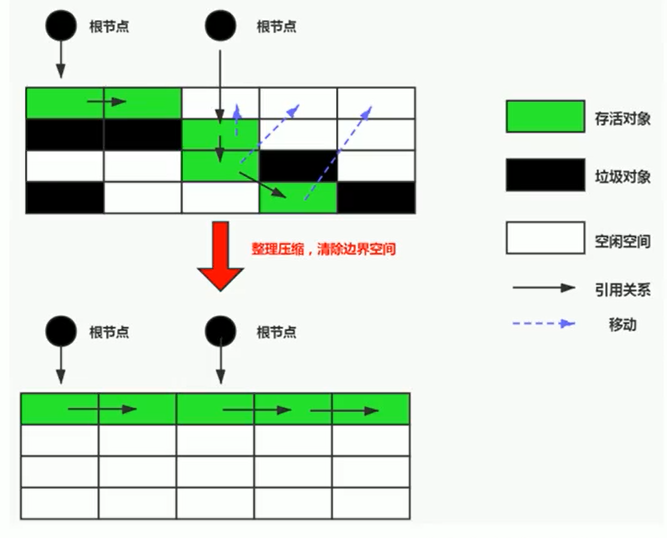 根节点
根节点
存活对象
垃圾对象
空闲空间
引用关系
移动
整理压缩，清除边界空间
根节点
根节点